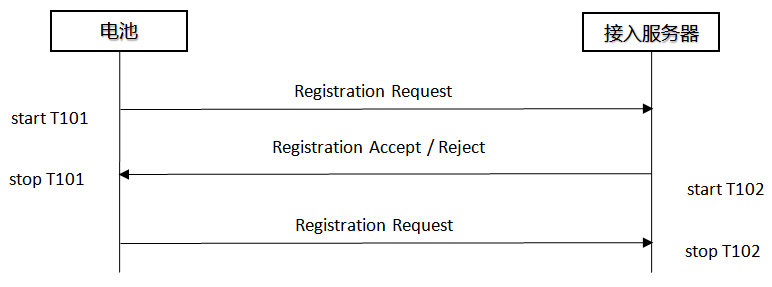 电池
接入服务器
Registration Request
start T101
Registration Accept / Reject
stop T101
start T102
Registration Request
stop T102